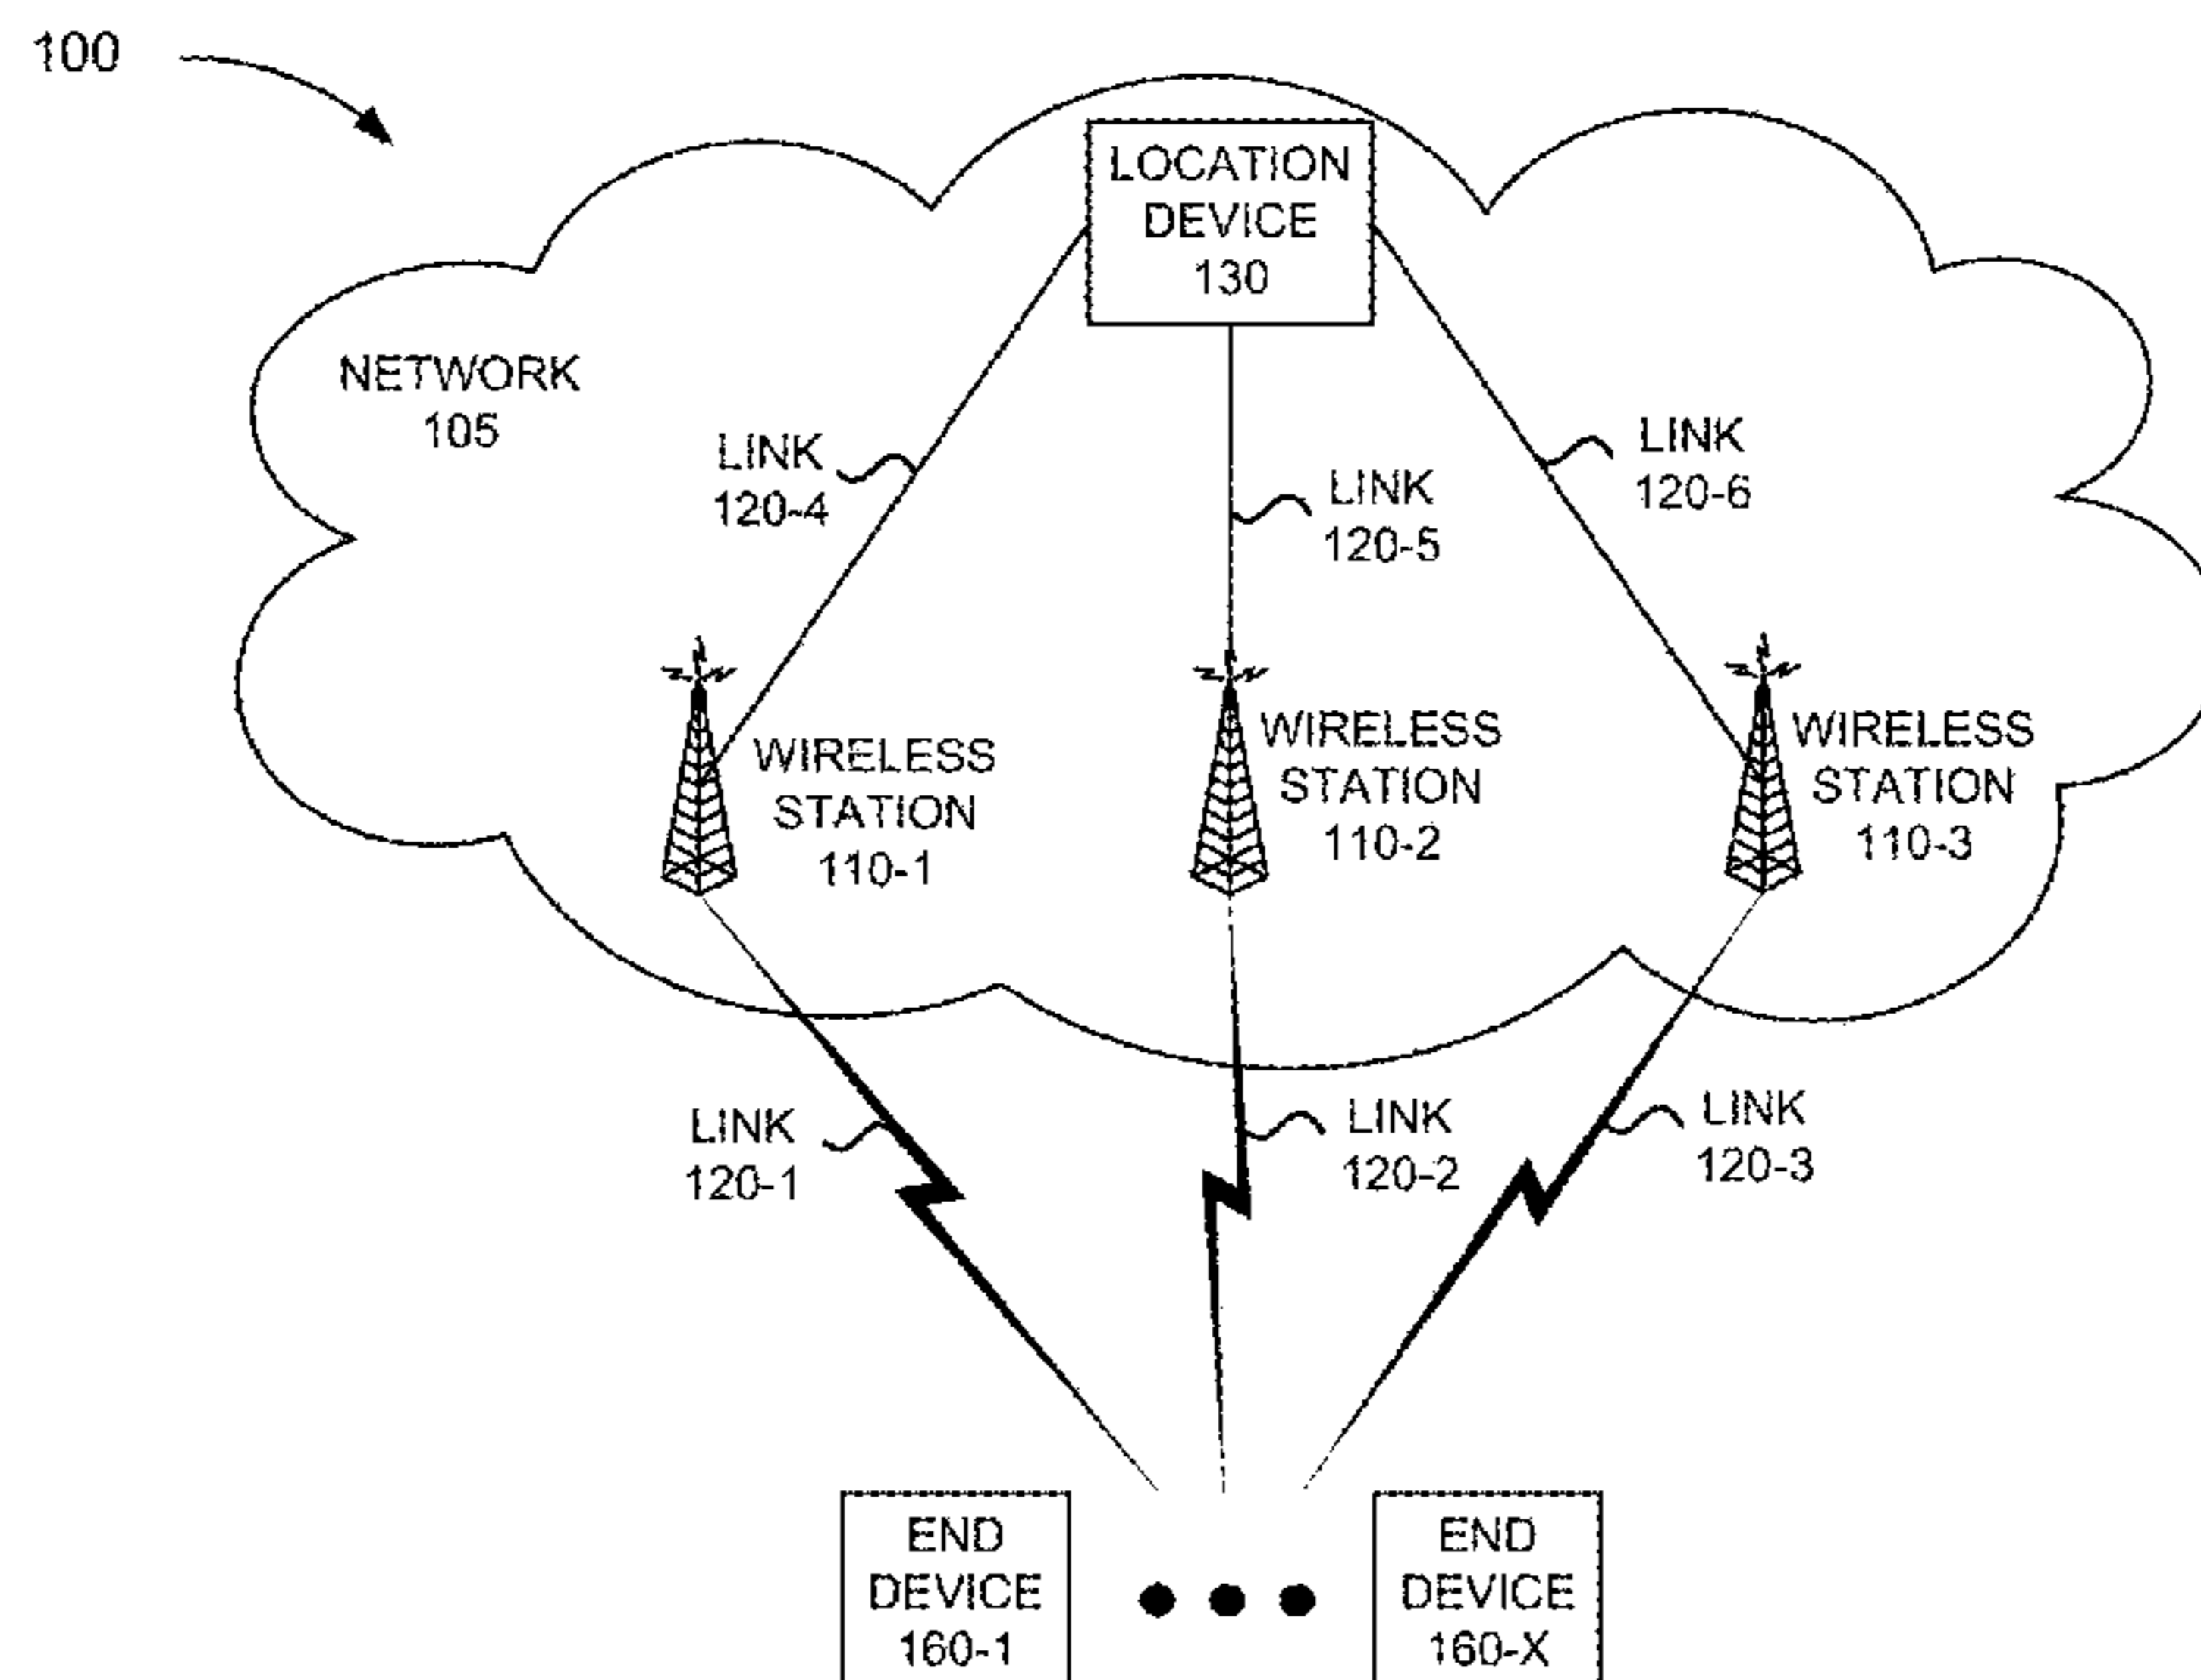 100
LOCATION
DEVICE
130
NETWORK
105
LINK
120-4
LINK
120-5
LINK
120-6
WIRELESS
STATION
110-1
WIRELESS
STATION
110-2
WIRELESS
STATION
110-3
LINK
120-1
LINK
120-2
LINK
120-3
END
DEVICE
160-1
END
DEVICE
160-X